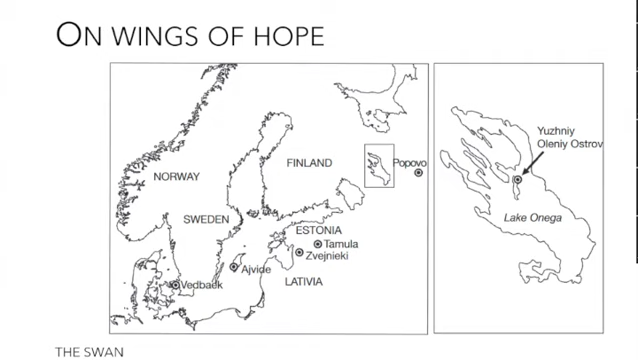 ON WINGS OF HOPE
NORWAY
SWEDEN
FINLAND
Popovo
ESTONIA
Tamula
Zvejnieki
Ajvide
LATIVIA
Vedbaek
Yuzhniy
Oleniy Ostrov
Lake Onega
THE SWAN